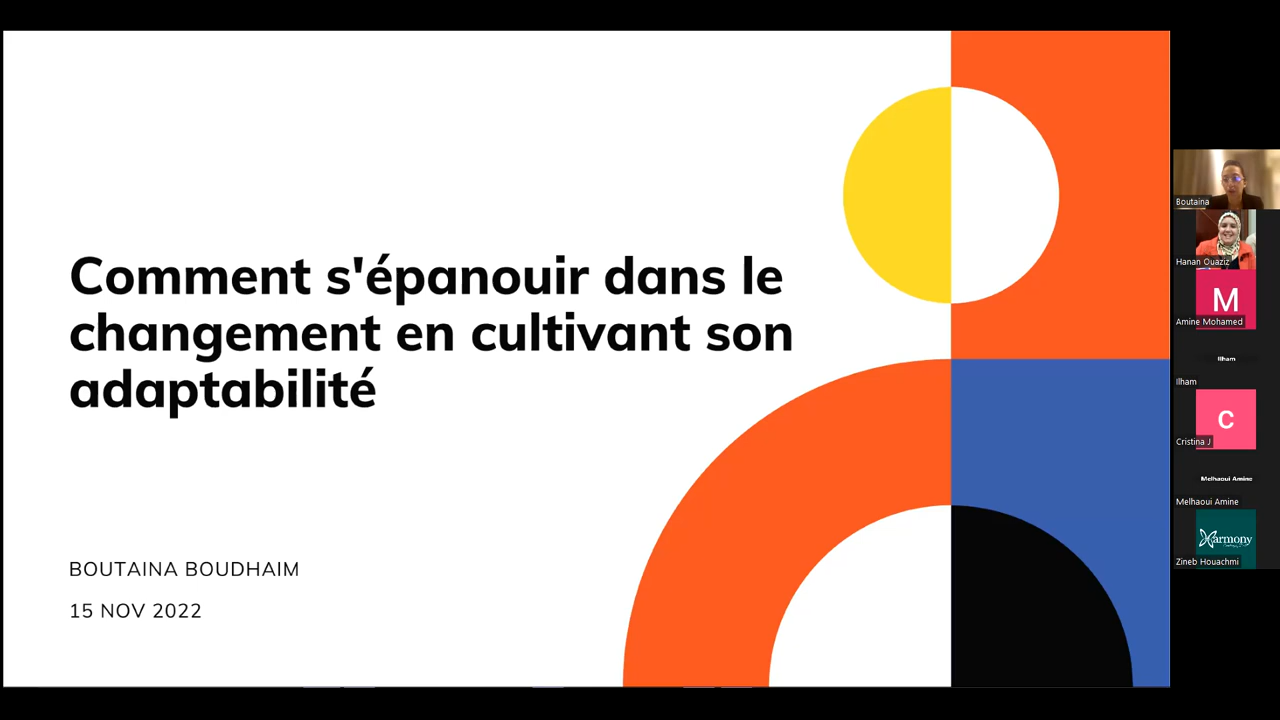 Comment s'épanouir dans le
changement en cultivant son
adaptabilité
BOUTAINA BOUDHAIM
15 NOV 2022
Boutaina
Hanan Ouaziz
M
Amine Mohamed
Ilham
Ilham
C
Cristina J
Melhaoui Amine
Melhaoui Amine
Harmony
Zineb Houachmi